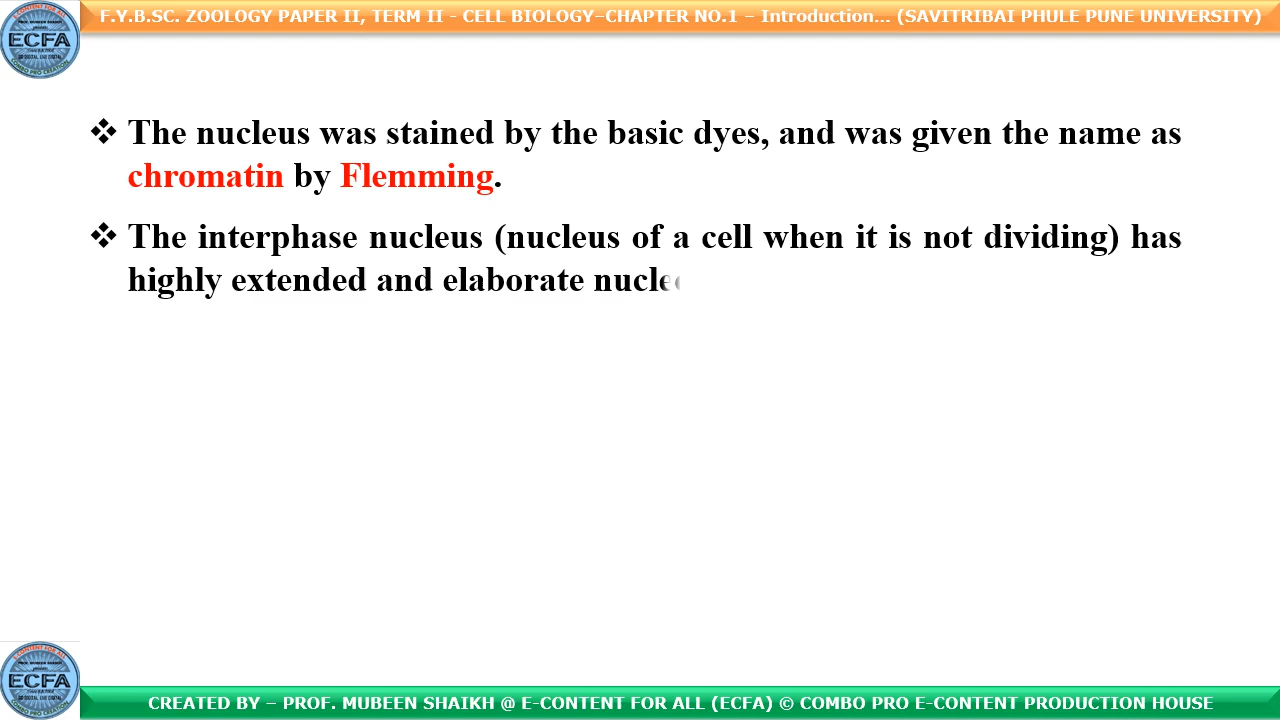 F.Y.B.SC. ZOOLOGY PAPER II, TERM II - CELL BIOLOGY–CHAPTER NO.1 – Introduction... (SAVITRIBAI PHULE PUNE UNIVERSITY)
ECFA
❖ The nucleus was stained by the basic dyes, and was given the name as
chromatin by Flemming.
❖ The interphase nucleus (nucleus of a cell when it is not dividing) has
highly extended and elaborate
ECFA
CREATED BY – PROF. MUBEEN SHAIKH @ E-CONTENT FOR ALL (ECFA) © COMBO PRO E-CONTENT PRODUCTION HOUSE